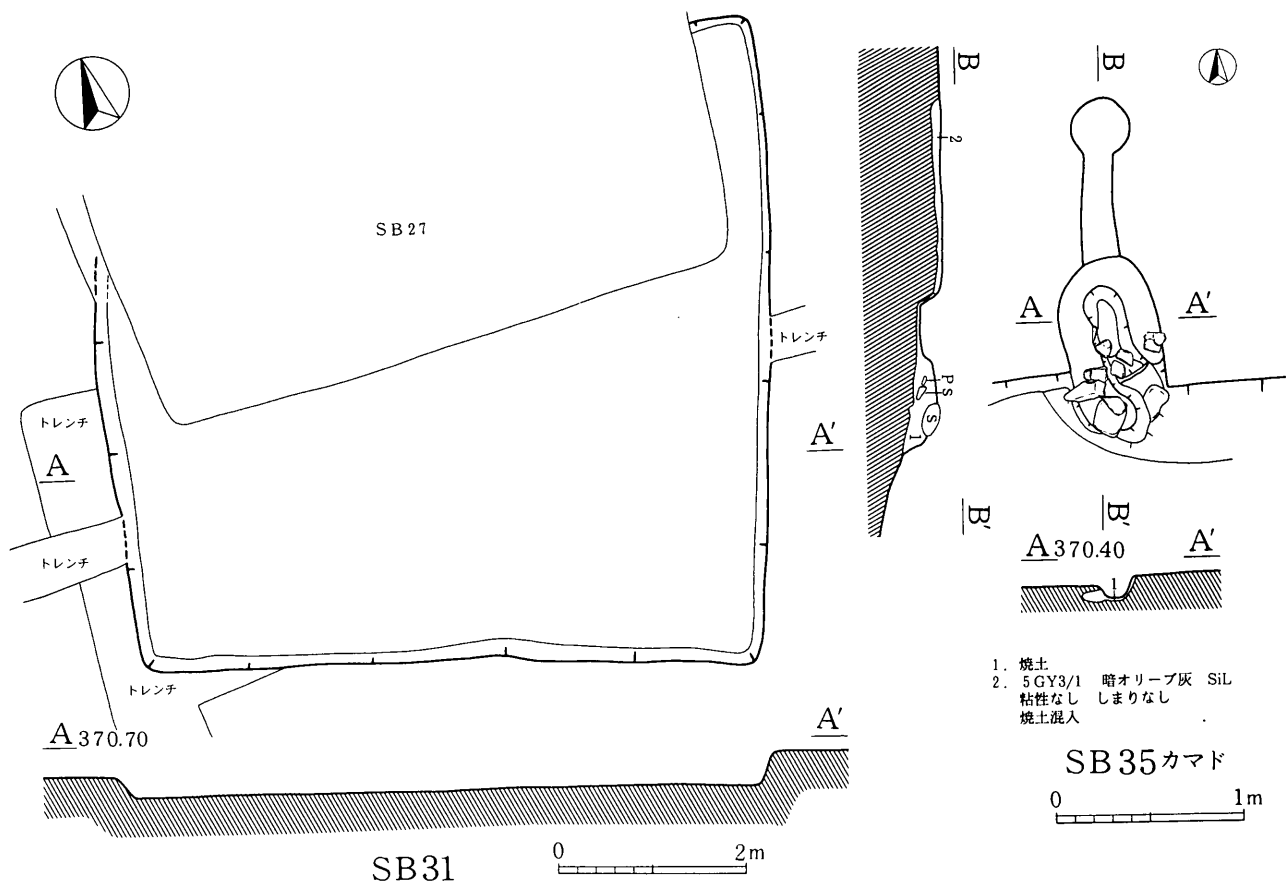 SB27
トレンチ
トレンチ
A
A'
トレンチ
トレンチ
A 370.70
A'
SB31
0 2m
B
2
P
S
S
1
B'
B
A
A'
B'
A 370.40
A'
1
1. 焼土
2. 5GY3/1 暗オリーブ灰 SiL
粘性なし しまりなし
焼土混入
SB35カマド
0 1m